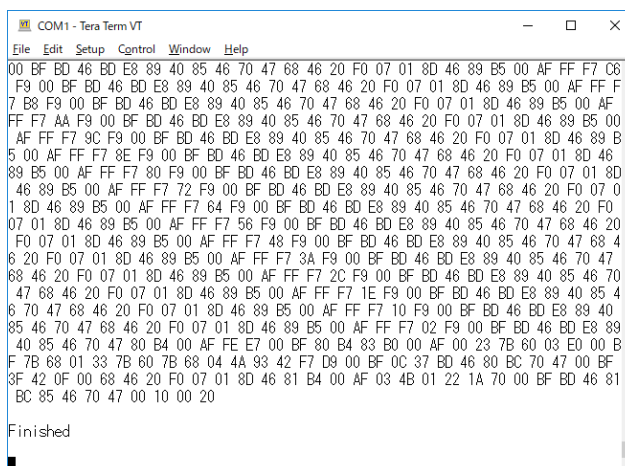 COM1 - Tera Term VT
File Edit Setup Control Window Help
00 BF BD 46 BD E8 89 40 85 46 70 47 68 46 20 F0 07 01 8D 46 89 B5 00 AF FF F7 C6
F9 00 BF BD 46 BD E8 89 40 85 46 70 47 68 46 20 F0 07 01 8D 46 89 B5 00 AF FF F
7 B8 F9 00 BF BD 46 BD E8 89 40 85 46 70 47 68 46 20 F0 07 01 8D 46 89 B5 00 AF
FF F7 AA F9 00 BF BD 46 BD E8 89 40 85 46 70 47 68 46 20 F0 07 01 8D 46 89 B5 00
AF FF F7 9C F9 00 BF BD 46 BD E8 89 40 85 46 70 47 68 46 20 F0 07 01 8D 46 89 B
5 00 AF FF F7 8E F9 00 BF BD 46 BD E8 89 40 85 46 70 47 68 46 20 F0 07 01 8D 46
89 B5 00 AF FF F7 80 F9 00 BF BD 46 BD E8 89 40 85 46 70 47 68 46 20 F0 07 01 8D
46 89 B5 00 AF FF F7 72 F9 00 BF BD 46 BD E8 89 40 85 46 70 47 68 46 20 F0 07 0
1 8D 46 89 B5 00 AF FF F7 64 F9 00 BF BD 46 BD E8 89 40 85 46 70 47 68 46 20 F0
07 01 8D 46 89 B5 00 AF FF F7 56 F9 00 BF BD 46 BD E8 89 40 85 46 70 47 68 46 20
F0 07 01 8D 46 89 B5 00 AF FF F7 48 F9 00 BF BD 46 BD E8 89 40 85 46 70 47 68 4
6 20 F0 07 01 8D 46 89 B5 00 AF FF F7 3A F9 00 BF BD 46 BD E8 89 40 85 46 70 47
68 46 20 F0 07 01 8D 46 89 B5 00 AF FF F7 2C F9 00 BF BD 46 BD E8 89 40 85 46 70
47 68 46 20 F0 07 01 8D 46 89 B5 00 AF FF F7 1E F9 00 BF BD 46 BD E8 89 40 85 4
6 70 47 68 46 20 F0 07 01 8D 46 89 B5 00 AF FF F7 10 F9 00 BF BD 46 BD E8 89 40
85 46 70 47 68 46 20 F0 07 01 8D 46 89 B5 00 AF FF F7 02 F9 00 BF BD 46 BD E8 89
40 85 46 70 47 80 B4 00 AF FE E7 00 BF 80 B4 83 B0 00 AF 00 23 7B 60 03 E0 00 B
F 7B 68 01 33 7B 60 7B 68 04 4A 93 42 F7 D9 00 BF 0C 37 BD 46 80 BC 70 47 00 BF
3F 42 0F 00 68 46 20 F0 07 01 8D 46 81 B4 00 AF 03 4B 01 22 1A 70 00 BF BD 46 81
BC 85 46 70 47 00 10 00 20
Finished